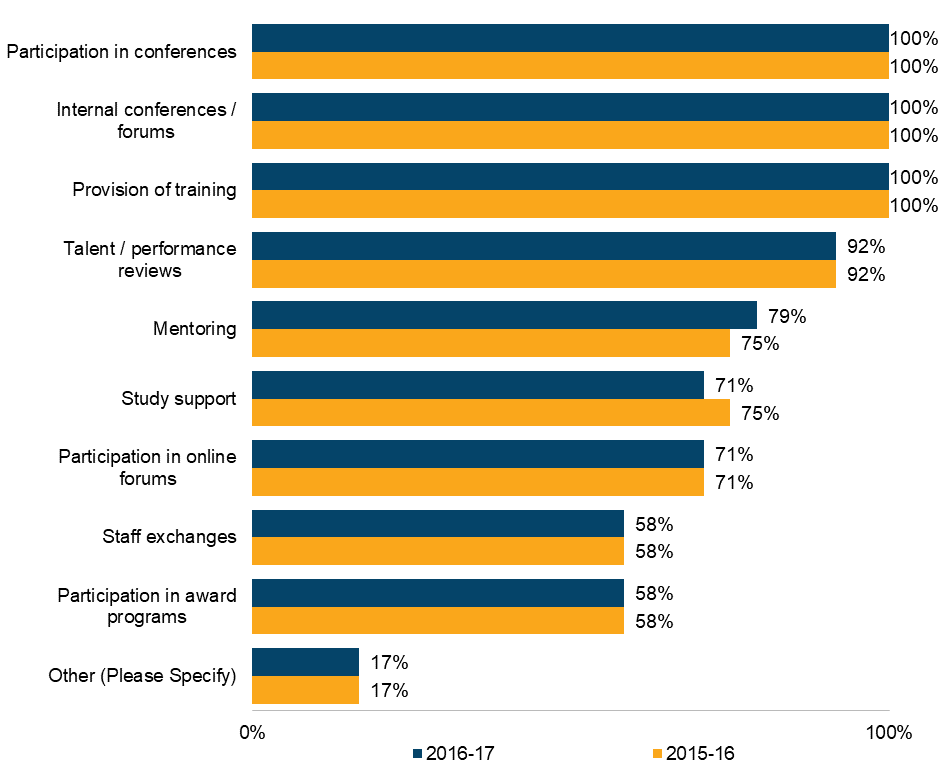 Participation in conferences
100%
100%
Internal conferences /
forums
100%
100%
Provision of training
100%
100%
Talent / performance
reviews
92%
92%
Mentoring
79%
75%
Study support
71%
75%
Participation in online
forums
71%
71%
Staff exchanges
58%
58%
Participation in award
programs
58%
58%
Other (Please Specify)
17%
17%
0%
100%
2016-17
2015-16